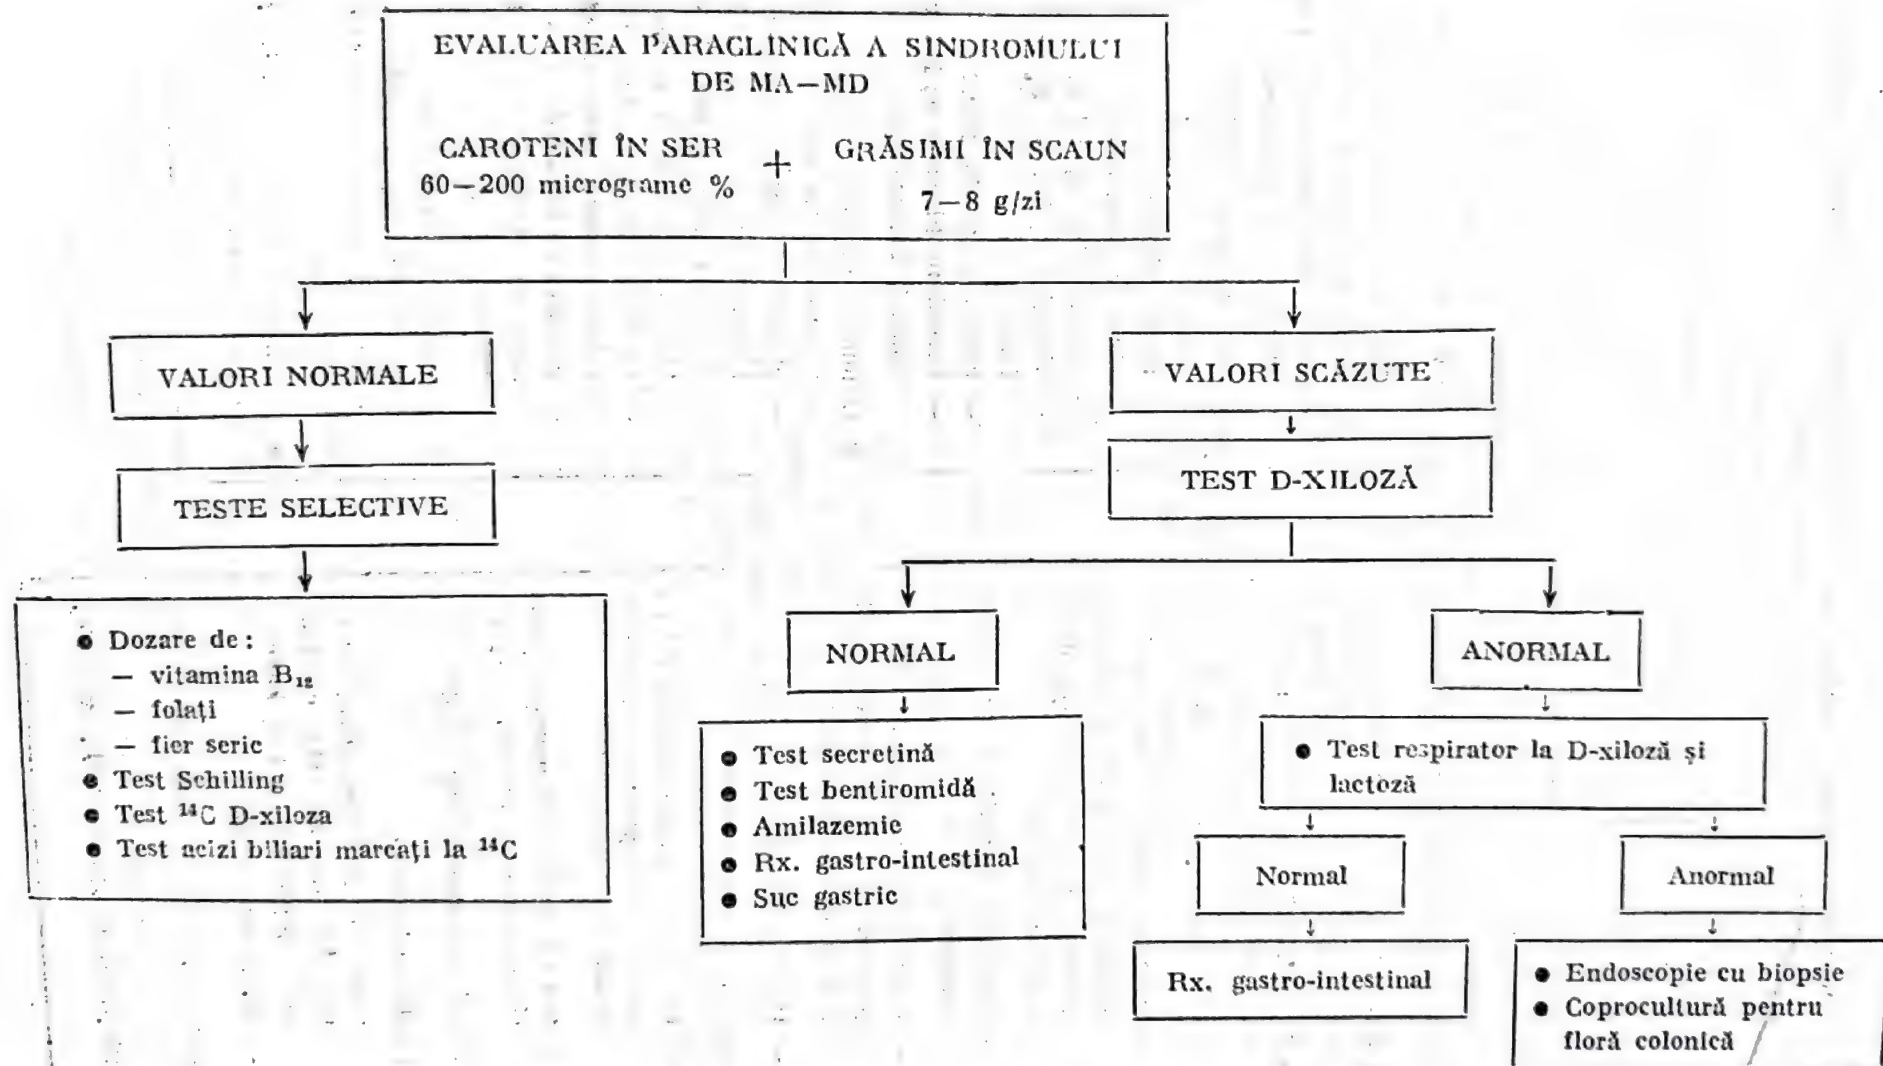 EVALUAREA PARACLINICĂ A SINDROMULUI
DE MA—MD
CAROTENI ÎN SER + GRĂSIMI ÎN SCAUN
60—200 micrograme %
7—8 g/zi
VALORI NORMALE
VALORI SCĂZUTE
TESTE SELECTIVE
TEST D-XILOZĂ
● Dozare de :
— vitamina B₁₂
— folați
— fier seric
● Test Schilling
● Test ¹⁴C D-xiloza
● Test acizi biliari marcați la ¹⁴C
NORMAL
ANORMAL
● Test secretină
● Test bentiromidă
● Amilazemie
● Rx. gastro-intestinal
● Suc gastric
● Test respirator la D-xiloză și
lactoză
Normal
Anormal
Rx. gastro-intestinal
● Endoscopie cu biopsie
● Coprocultură pentru
floră colonică